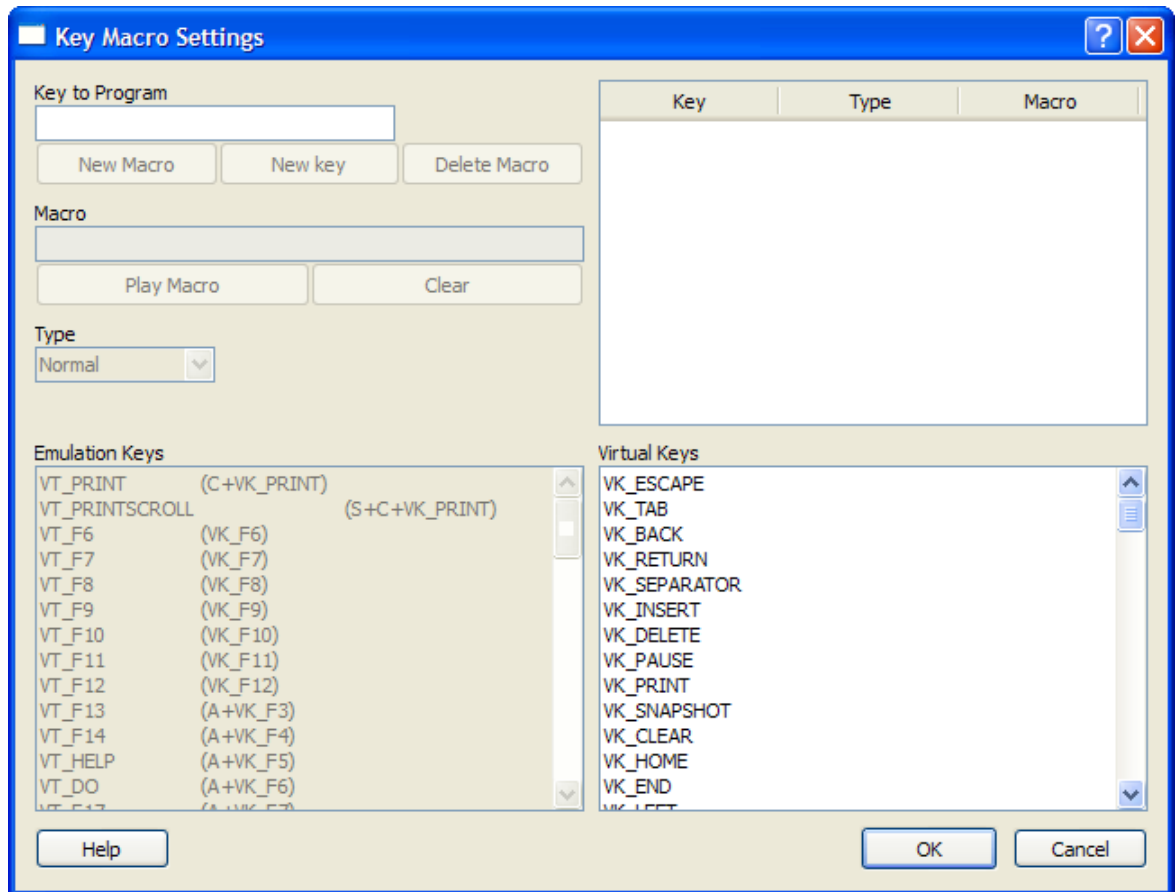 Key Macro Settings
Key to Program
New Macro New key Delete Macro
Macro
Play Macro Clear
Type
Normal
Key Type Macro
Emulation Keys
VT_PRINT (C+VK_PRINT)
VT_PRINTSCROLL (S+C+VK_PRINT)
VT_F6 (VK_F6)
VT_F7 (VK_F7)
VT_F8 (VK_F8)
VT_F9 (VK_F9)
VT_F10 (VK_F10)
VT_F11 (VK_F11)
VT_F12 (VK_F12)
VT_F13 (A+VK_F3)
VT_F14 (A+VK_F4)
VT_HELP (A+VK_F5)
VT_DO (A+VK_F6)
VT_F17 (A+VK_F7)
Virtual Keys
VK_ESCAPE
VK_TAB
VK_BACK
VK_RETURN
VK_SEPARATOR
VK_INSERT
VK_DELETE
VK_PAUSE
VK_PRINT
VK_SNAPSHOT
VK_CLEAR
VK_HOME
VK_END
VK_LEFT
Help OK Cancel